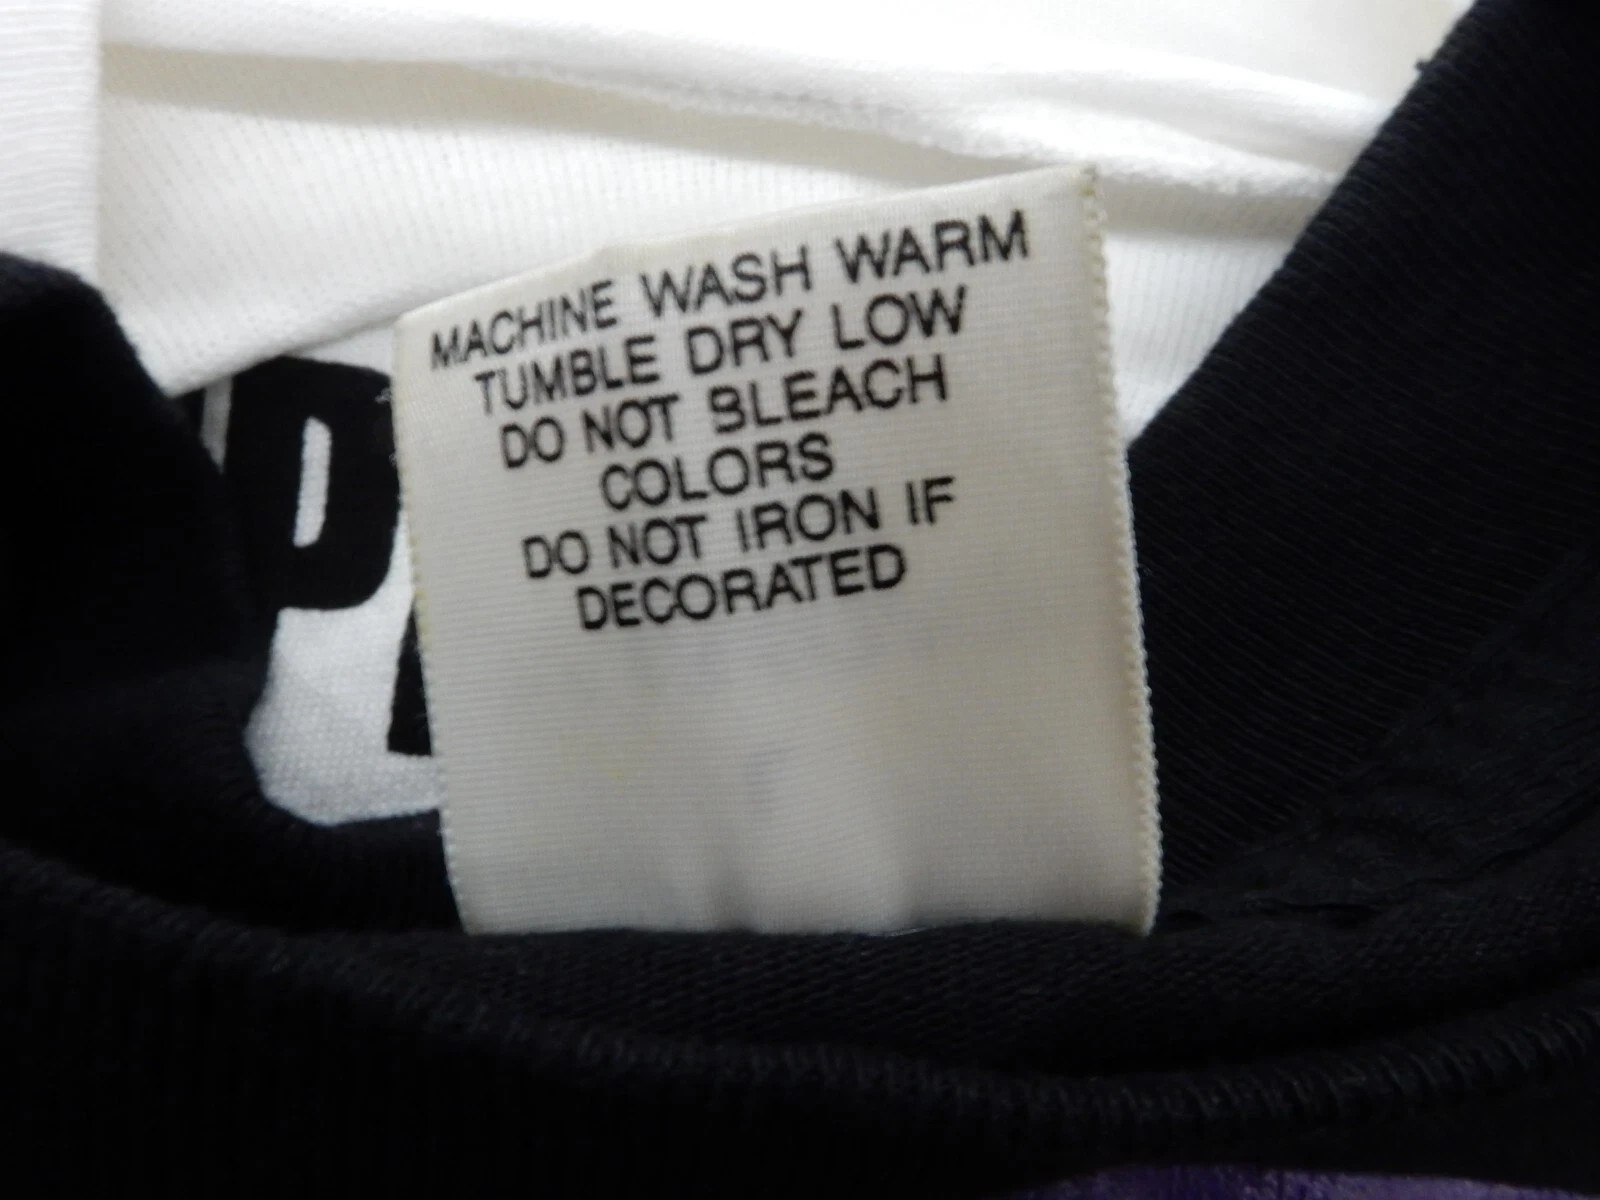 MACHINE WASH WARM
TUMBLE DRY LOW
DO NOT BLEACH
COLORS
DO NOT IRON IF
DECORATED